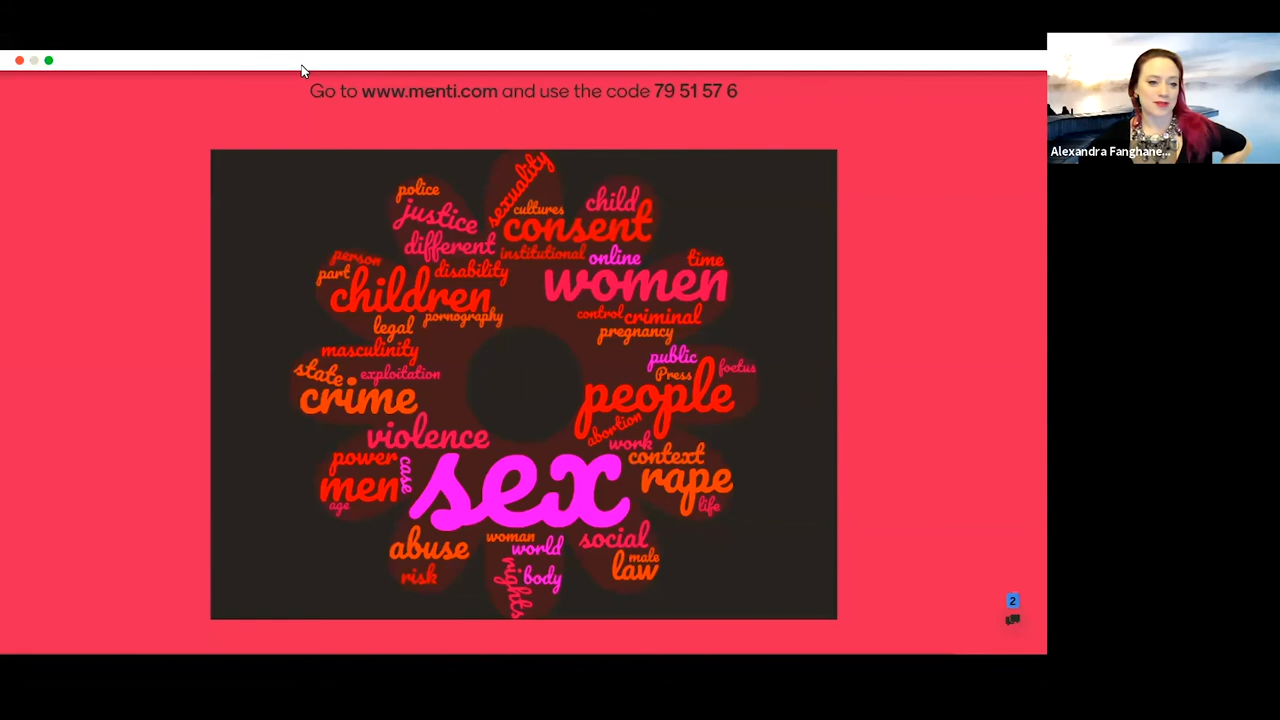 Go to www.menti.com and use the code 79 51 57 6
Alexandra Fanghane...
sexuality
police
justice
cultures
child
consent
different
institutional
online
time
person
part
disability
children
women
pornography
control
criminal
legal
pregnancy
masculinity
public
state
exploitation
Press
foetus
crime
people
abortion
violence
work
power
case
context
men
sex
rape
age
life
abuse
woman
world
social
male
law
risk
rights
body
2